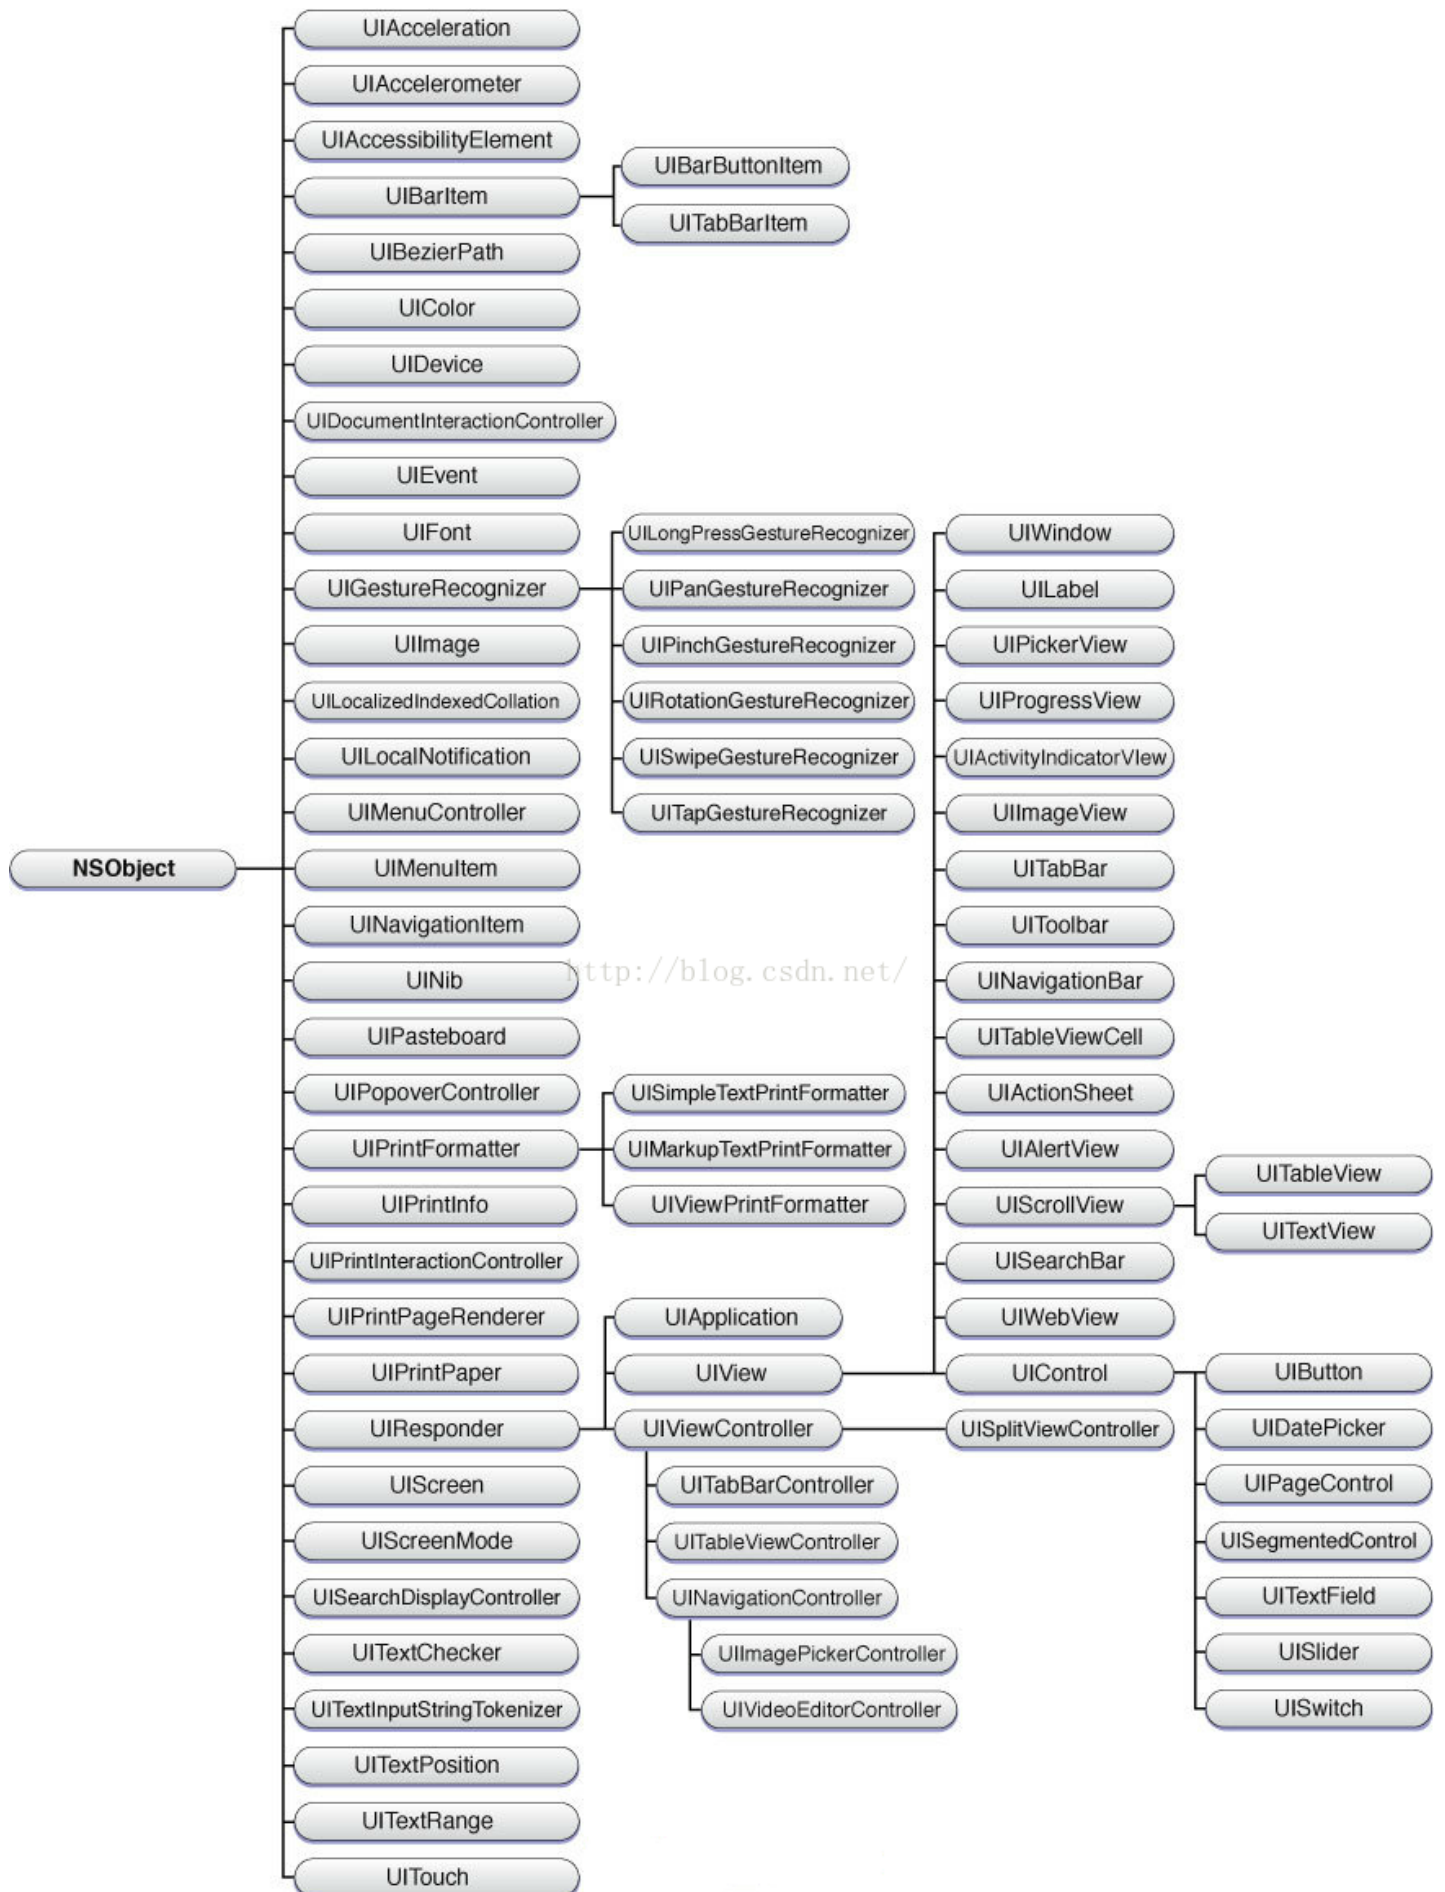 UIAcceleration
UIAccelerometer
UIAccessibilityElement
UIBarButtonItem
UIBarItem
UITabBarItem
UIBezierPath
UIColor
UIDevice
UIDocumentInteractionController
UIEvent
UIFont
UILongPressGestureRecognizer
UIWindow
UIGestureRecognizer
UIPanGestureRecognizer
UILabel
UIImage
UIPinchGestureRecognizer
UIPickerView
UILocalizedIndexedCollation
UIRotationGestureRecognizer
UIProgressView
UILocalNotification
UISwipeGestureRecognizer
UIActivityIndicatorVIew
UIMenuController
UITapGestureRecognizer
UIImageView
NSObject
UIMenuItem
UITabBar
UINavigationItem
UIToolbar
http://blog.csdn.net/
UINib
UINavigationBar
UIPasteboard
UITableViewCell
UIPopoverController
UISimpleTextPrintFormatter
UIActionSheet
UIPrintFormatter
UIMarkupTextPrintFormatter
UIAlertView
UITableView
UIPrintInfo
UIViewPrintFormatter
UIScrollView
UITextView
UIPrintInteractionController
UISearchBar
UIPrintPageRenderer
UIApplication
UIWebView
UIPrintPaper
UIView
UIControl
UIButton
UIResponder
UIViewController
UISplitViewController
UIDatePicker
UIScreen
UITabBarController
UIPageControl
UIScreenMode
UITableViewController
UISegmentedControl
UISearchDisplayController
UINavigationController
UITextField
UITextChecker
UIImagePickerController
UISlider
UITextInputStringTokenizer
UIVideoEditorController
UISwitch
UITextPosition
UITextRange
UITouch